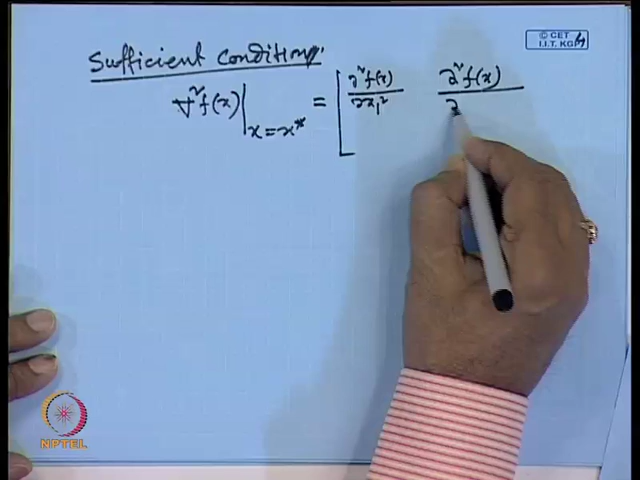 Sufficient condition:
© CET
I.I.T. KGP
∇²f(x)|x=x* = [ ∂²f(x)/∂x₁² ∂²f(x)/∂
NPTEL